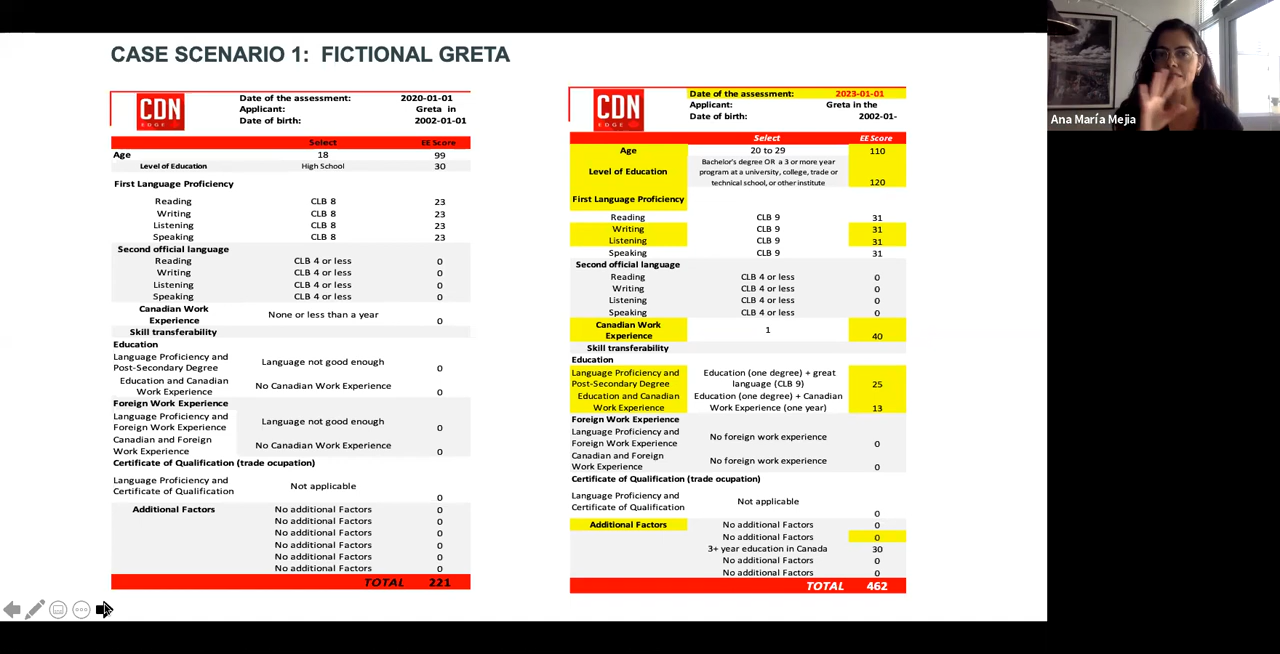 CASE SCENARIO 1: FICTIONAL GRETA
Ana María Mejia
CDN
EDGE
Date of the assessment: 2020-01-01
Applicant: Greta in
Date of birth: 2002-01-01
Select EE Score
Age 18 99
Level of Education High School 30
First Language Proficiency
Reading CLB 8 23
Writing CLB 8 23
Listening CLB 8 23
Speaking CLB 8 23
Second official language
Reading CLB 4 or less 0
Writing CLB 4 or less 0
Listening CLB 4 or less 0
Speaking CLB 4 or less 0
Canadian Work
Experience None or less than a year 0
Skill transferability
Education
Language Proficiency and
Post-Secondary Degree Language not good enough 0
Education and Canadian
Work Experience No Canadian Work Experience 0
Foreign Work Experience
Language Proficiency and
Foreign Work Experience Language not good enough 0
Canadian and Foreign
Work Experience No Canadian Work Experience 0
Certificate of Qualification (trade ocupation)
Language Proficiency and
Certificate of Qualification Not applicable 0
Additional Factors No additional Factors 0
No additional Factors 0
No additional Factors 0
No additional Factors 0
No additional Factors 0
No additional Factors 0
TOTAL 221
CDN
EDGE
Date of the assessment: 2023-01-01
Applicant: Greta in the
Date of birth: 2002-01-
Select EE Score
Age 20 to 29 110
Bachelor's degree OR a 3 or more year
Level of Education program at a university, college, trade or
technical school, or other institute 120
First Language Proficiency
Reading CLB 9 31
Writing CLB 9 31
Listening CLB 9 31
Speaking CLB 9 31
Second official language
Reading CLB 4 or less 0
Writing CLB 4 or less 0
Listening CLB 4 or less 0
Speaking CLB 4 or less 0
Canadian Work
Experience 1 40
Skill transferability
Education
Language Proficiency and Education (one degree) + great
Post-Secondary Degree language (CLB 9) 25
Education and Canadian Education (one degree) + Canadian
Work Experience Work Experience (one year) 13
Foreign Work Experience
Language Proficiency and
Foreign Work Experience No foreign work experience 0
Canadian and Foreign
Work Experience No foreign work experience 0
Certificate of Qualification (trade ocupation)
Language Proficiency and
Certificate of Qualification Not applicable 0
Additional Factors No additional Factors 0
No additional Factors 0
3+ year education in Canada 30
No additional Factors 0
No additional Factors 0
TOTAL 462